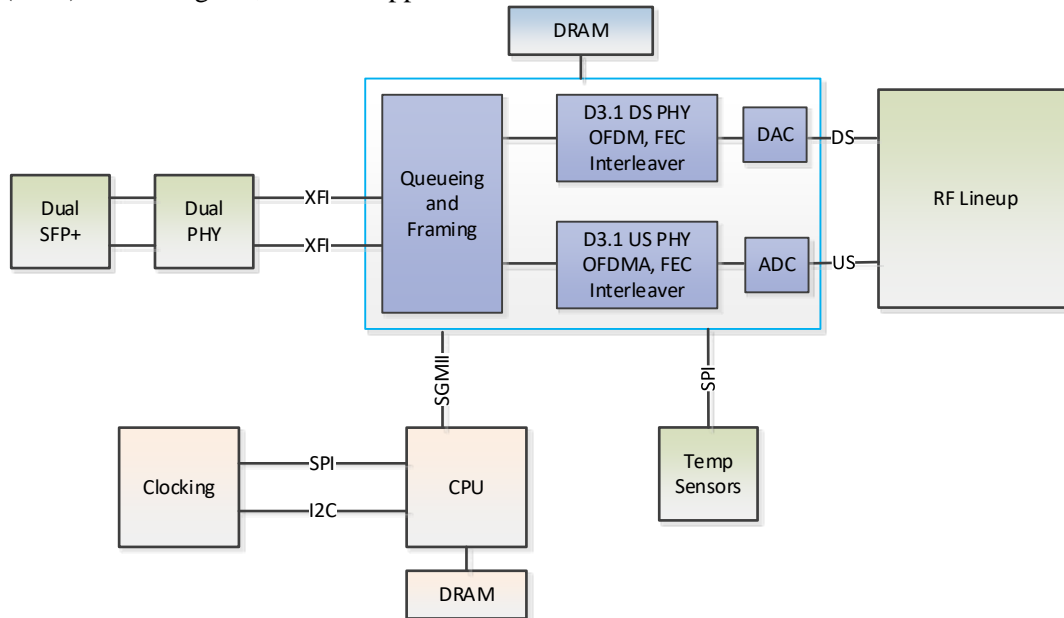 DRAM
D3.1 DS PHY
OFDM, FEC
Interleaver
DAC
DS
RF Lineup
Queueing
and
Framing
Dual
SFP+
Dual
PHY
XFI
XFI
D3.1 US PHY
OFDMA, FEC
Interleaver
ADC
US
SGMII
SPI
Clocking
SPI
I2C
CPU
Temp
Sensors
DRAM